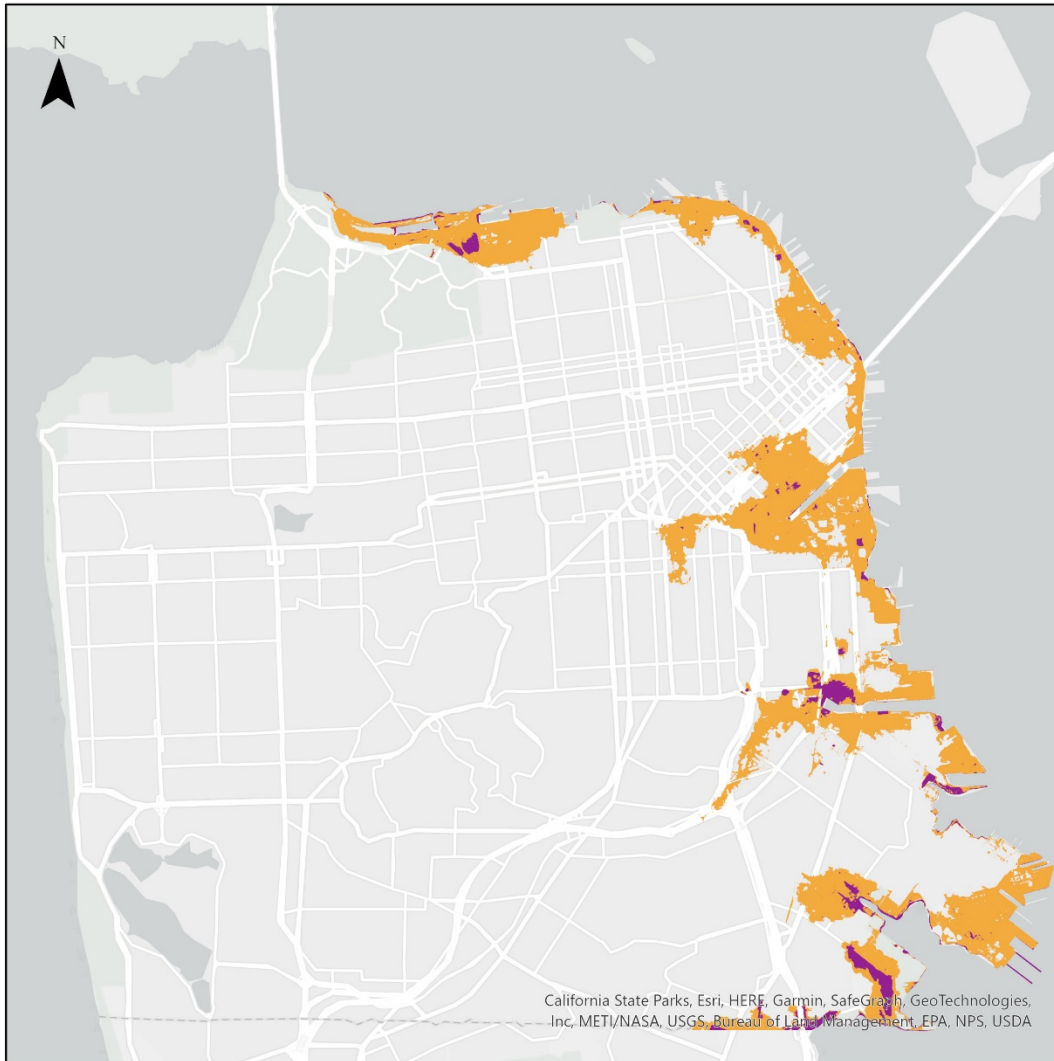 N
California State Parks, Esri, HERE, Garmin, SafeGraph, GeoTechnologies,
Inc, METI/NASA, USGS, Bureau of Land Management, EPA, NPS, USDA